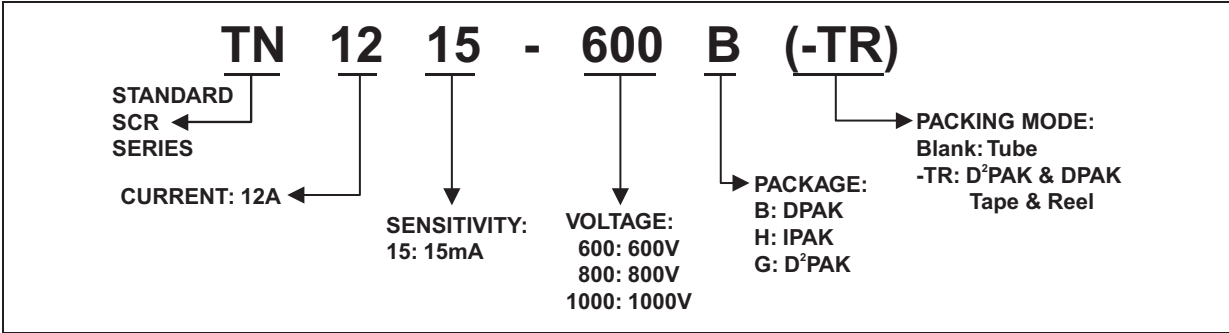 TN 12 15 - 600 B (-TR)
STANDARD
SCR
SERIES
CURRENT: 12A
SENSITIVITY:
15: 15mA
VOLTAGE:
600: 600V
800: 800V
1000: 1000V
PACKAGE:
B: DPAK
H: IPAK
G: D²PAK
PACKING MODE:
Blank: Tube
-TR: D²PAK & DPAK
Tape & Reel